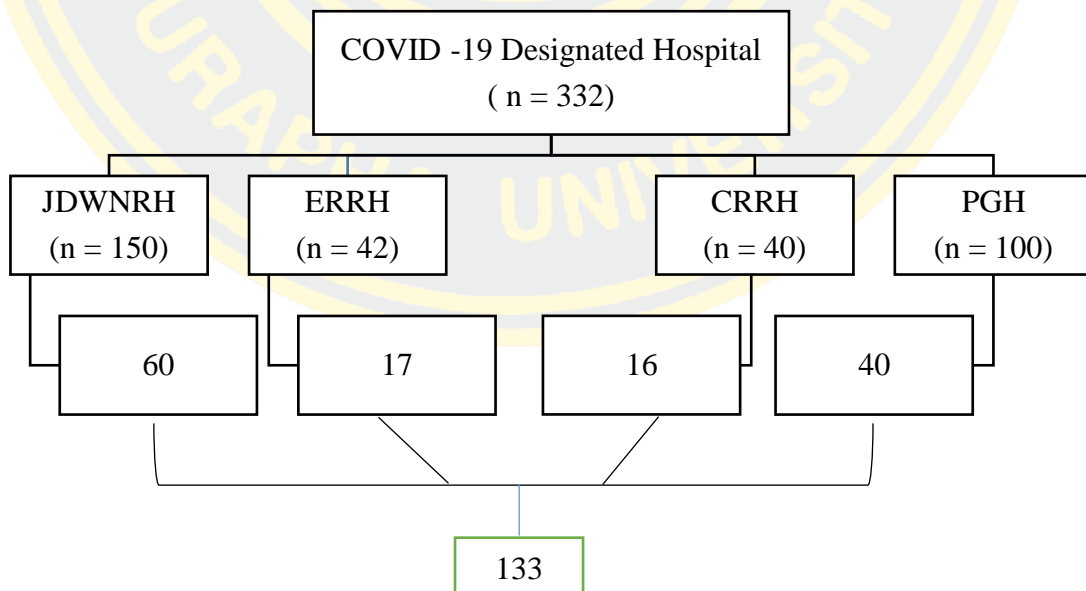 COVID -19 Designated Hospital
( n = 332)
JDWNRH
(n = 150)
ERRH
(n = 42)
CRRH
(n = 40)
PGH
(n = 100)
60
17
16
40
133